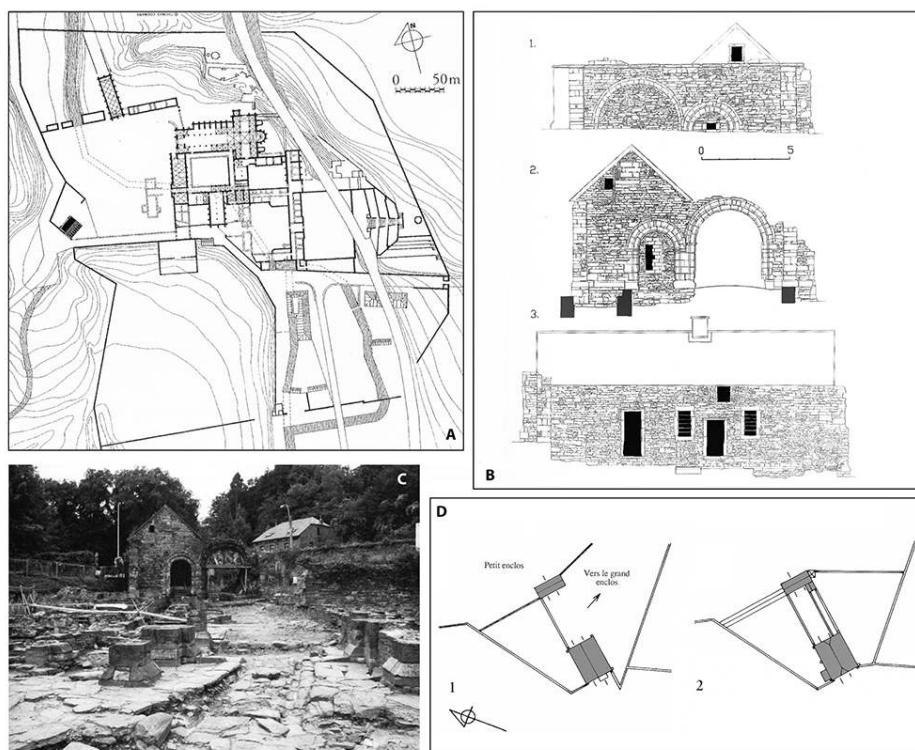 N
0
50m
A
1.
0
5
2.
3.
B
C
D
Petit enclos
Vers le grand
enclos
1
2